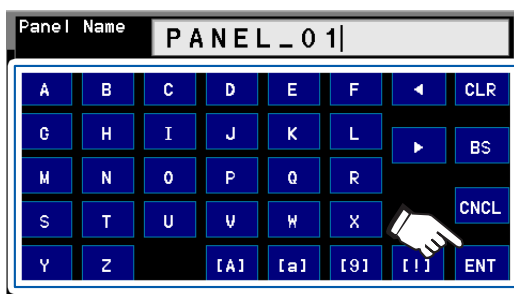 Panel Name PANEL_01
A B C D E F ◀ CLR
G H I J K L ▶ BS
M N O P Q R
S T U V W X CNCL
Y Z [A] [a] [9] [!] ENT